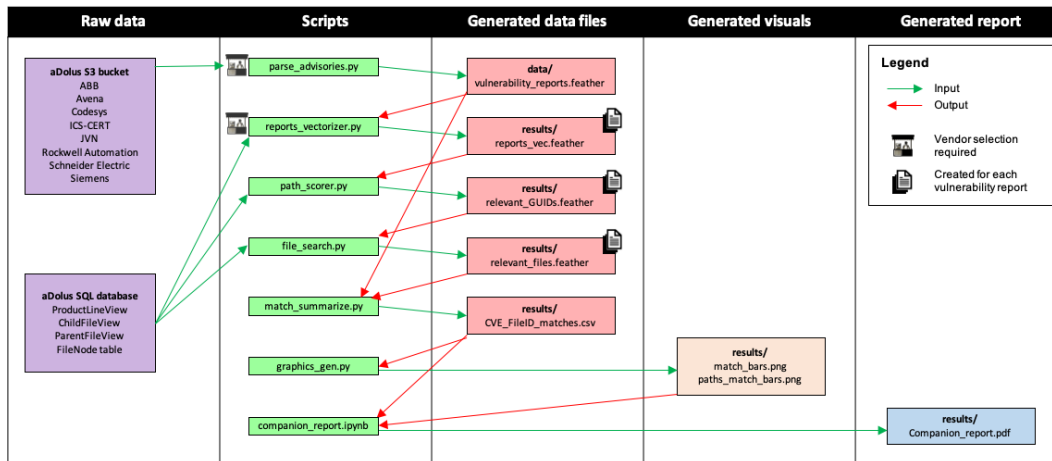 Raw data
Scripts
Generated data files
Generated visuals
Generated report
aDolus S3 bucket
ABB
Avena
Codesys
ICS-CERT
JVN
Rockwell Automation
Schneider Electric
Siemens
aDolus SQL database
ProductLineView
ChildFileView
ParentFileView
FileNode table
parse_advisories.py
reports_vectorizer.py
path_scorer.py
file_search.py
match_summarize.py
graphics_gen.py
companion_report.ipynb
data/
vulnerability_reports.feather
results/
reports_vec.feather
results/
relevant_GUIDs.feather
results/
relevant_files.feather
results/
CVE_FileID_matches.csv
results/
match_bars.png
paths_match_bars.png
results/
Companion_report.pdf
Legend
Input
Output
Vendor selection
required
Created for each
vulnerability report